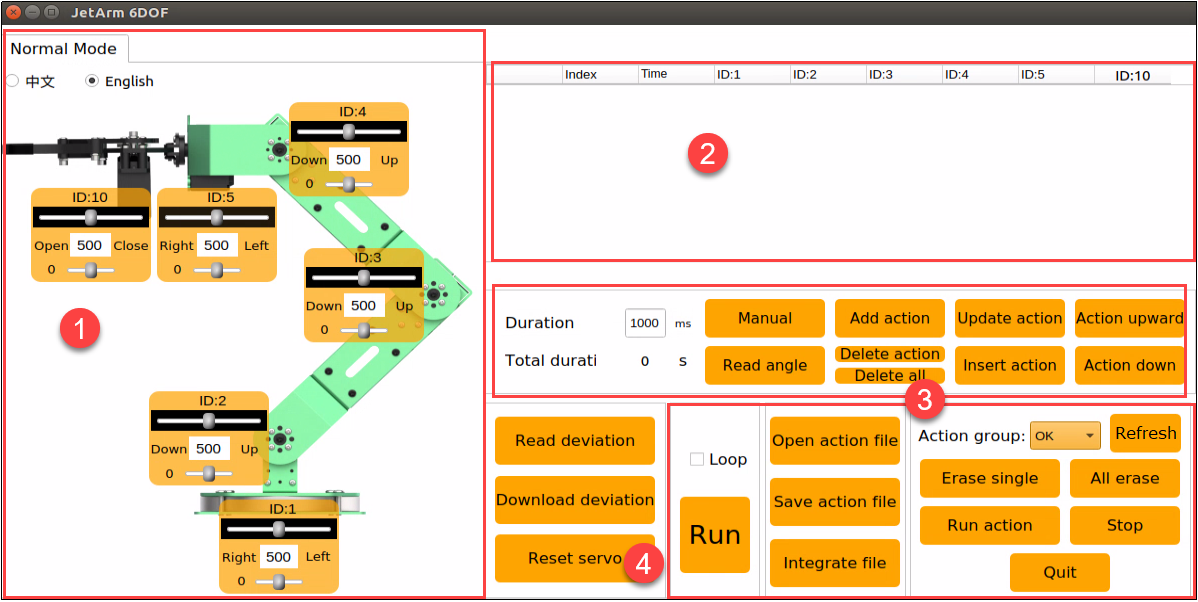 JetArm 6DOF
Normal Mode
中文 English
ID:4
Down 500 Up
0
ID:10
Open 500 Close
0
ID:5
Right 500 Left
0
ID:3
Down 500 Up
0
1
ID:2
Down 500 Up
0
ID:1
Right 500 Left
0
Index Time ID:1 ID:2 ID:3 ID:4 ID:5 ID:10
2
Duration 1000 ms Manual Add action Update action Action upward
Total durati 0 S Read angle Delete action Insert action Action down
Delete all
3
Read deviation
Download deviation
Reset servo
4
Loop
Run
Open action file
Save action file
Integrate file
Action group: OK Refresh
Erase single All erase
Run action Stop
Quit